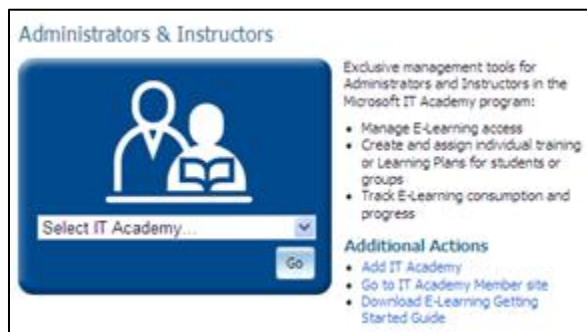 Administrators & Instructors
Select IT Academy...
Go
Exclusive management tools for
Administrators and Instructors in the
Microsoft IT Academy program:
• Manage E-Learning access
• Create and assign individual training
or Learning Plans for students or
groups
• Track E-Learning consumption and
progress
Additional Actions
• Add IT Academy
• Go to IT Academy Member site
• Download E-Learning Getting
Started Guide